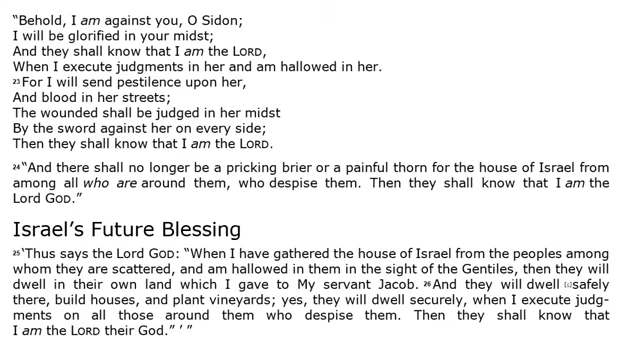 “Behold, I am against you, O Sidon;
I will be glorified in your midst;
And they shall know that I am the LORD,
When I execute judgments in her and am hallowed in her.
23 For I will send pestilence upon her,
And blood in her streets;
The wounded shall be judged in her midst
By the sword against her on every side;
Then they shall know that I am the LORD.
24 “And there shall no longer be a pricking brier or a painful thorn for the house of Israel from
among all who are around them, who despise them. Then they shall know that I am the
Lord GOD.”
Israel’s Future Blessing
25 ‘Thus says the Lord GOD: “When I have gathered the house of Israel from the peoples among
whom they are scattered, and am hallowed in them in the sight of the Gentiles, then they will
dwell in their own land which I gave to My servant Jacob. 26 And they will dwell safely
there, build houses, and plant vineyards; yes, they will dwell securely, when I execute judg-
ments on all those around them who despise them. Then they shall know that
I am the LORD their God.” ’ ”